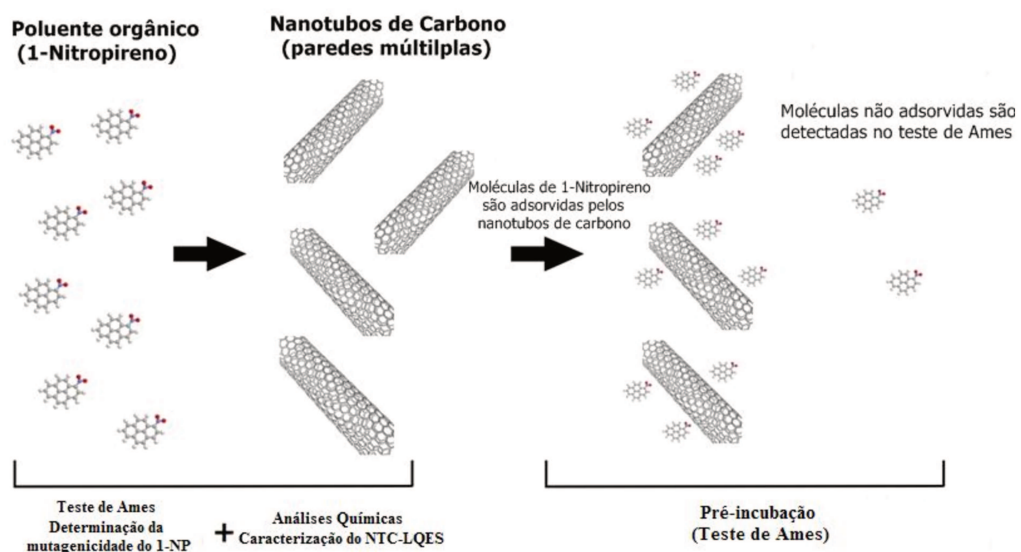 Poluente orgânico
(1-Nitropireno)
Nanotubos de Carbono
(paredes múltilplas)
Moléculas de 1-Nitropireno
são adsorvidas pelos
nanotubos de carbono
Moléculas não adsorvidas são
detectadas no teste de Ames
Teste de Ames
Determinação da
mutagenicidade do 1-NP
+
Análises Químicas
Caracterização do NTC-LQES
Pré-incubação
(Teste de Ames)